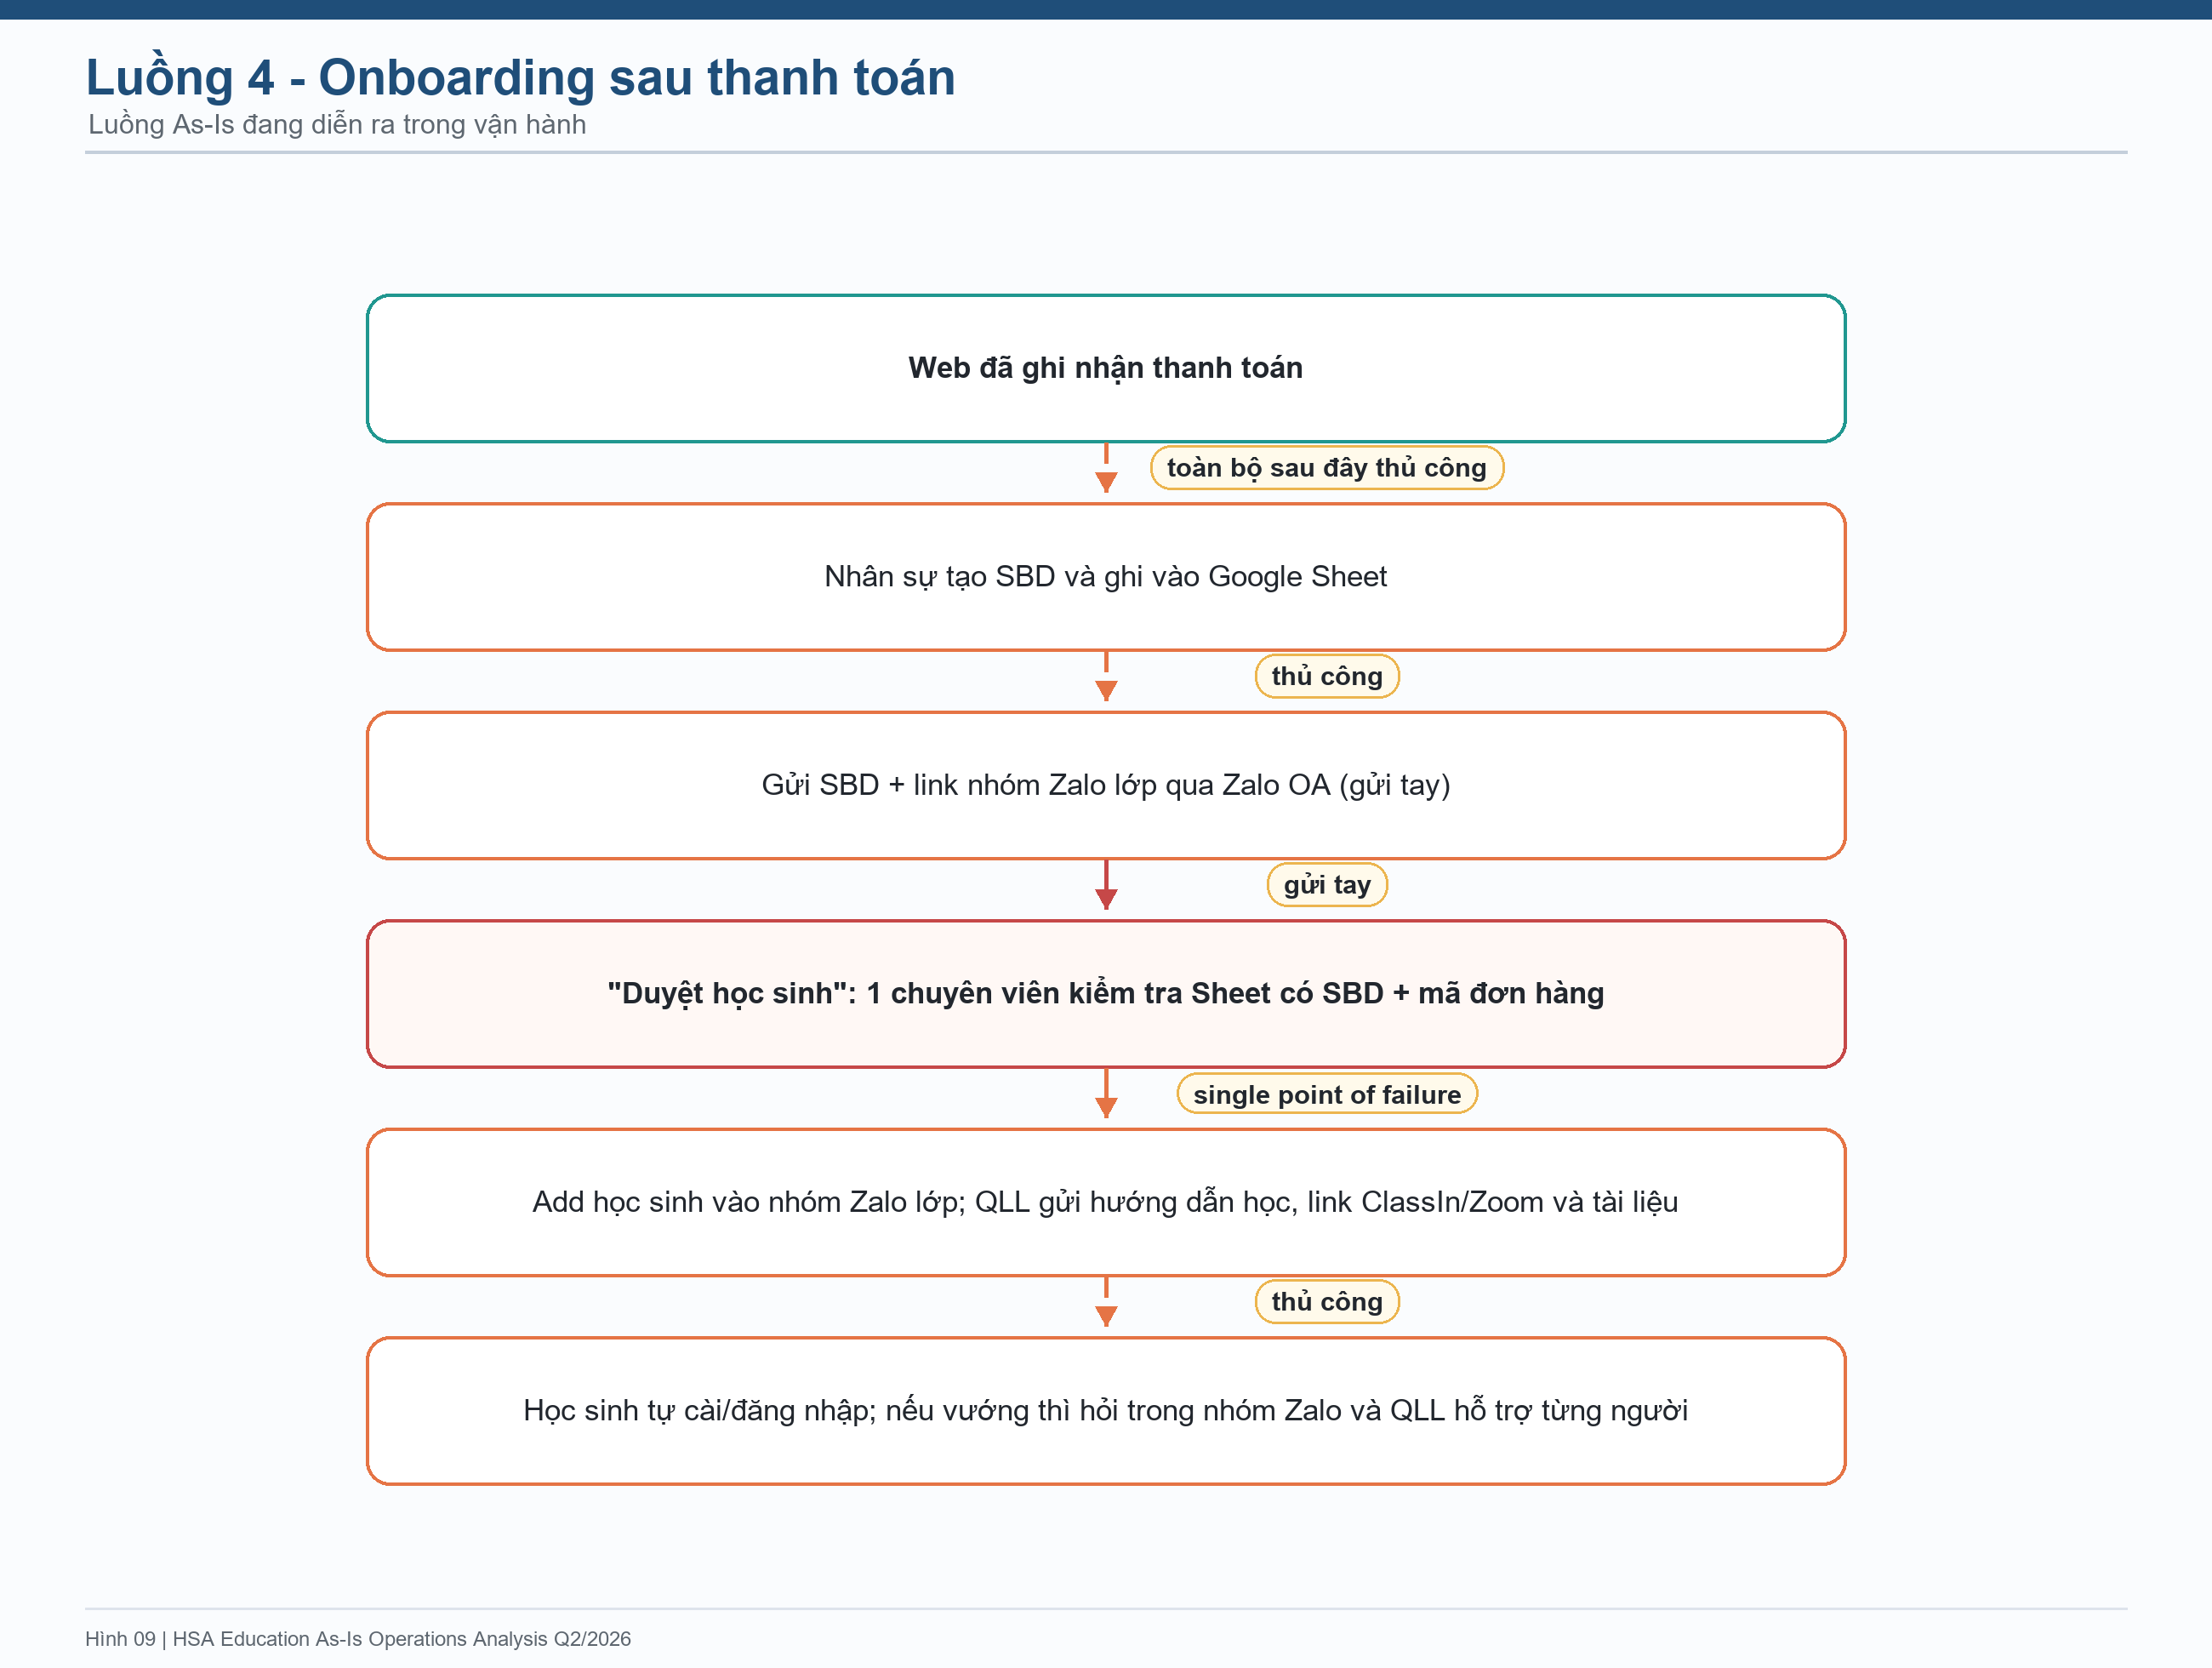 Luồng 4 - Onboarding sau thanh toán
Luồng As-Is đang diễn ra trong vận hành
Web đã ghi nhận thanh toán
toàn bộ sau đây thủ công
Nhân sự tạo SBD và ghi vào Google Sheet
thủ công
Gửi SBD + link nhóm Zalo lớp qua Zalo OA (gửi tay)
gửi tay
"Duyệt học sinh": 1 chuyên viên kiểm tra Sheet có SBD + mã đơn hàng
single point of failure
Add học sinh vào nhóm Zalo lớp; QLL gửi hướng dẫn học, link ClassIn/Zoom và tài liệu
thủ công
Học sinh tự cài/đăng nhập; nếu vướng thì hỏi trong nhóm Zalo và QLL hỗ trợ từng người
Hình 09 | HSA Education As-Is Operations Analysis Q2/2026